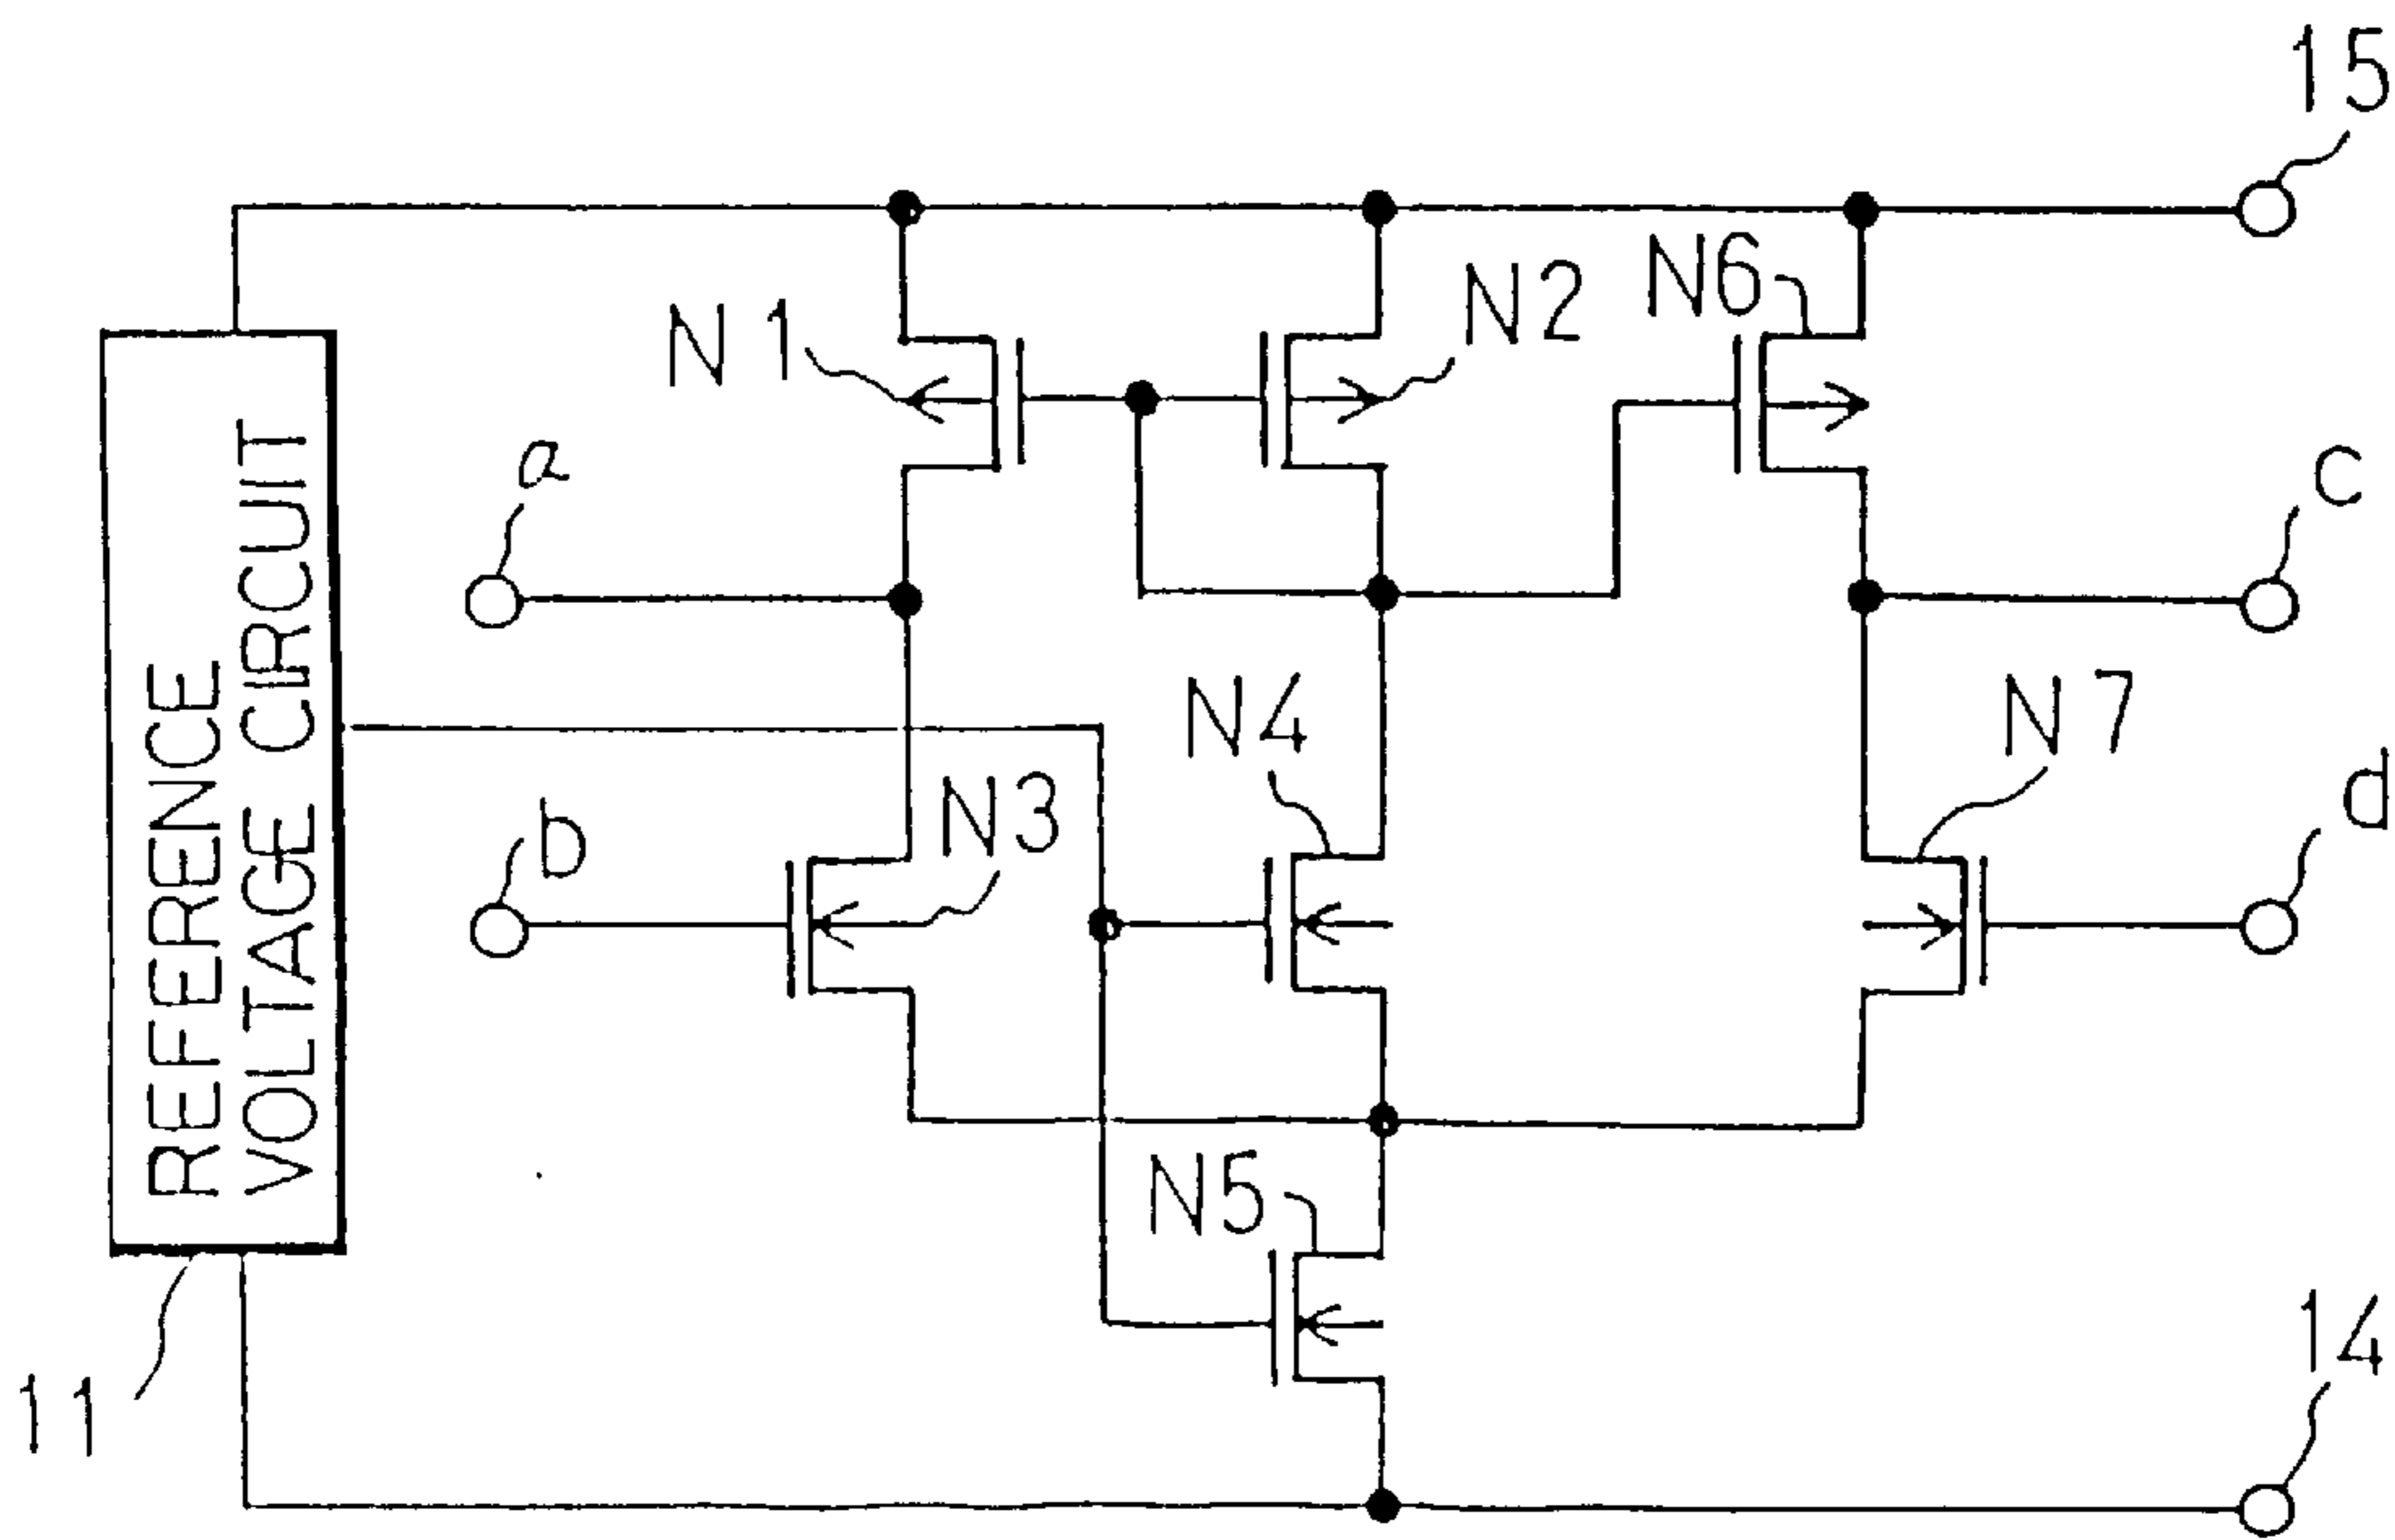 15
N1
N2
N6
a
c
REFERENCE
VOLTAGE CIRCUIT
N4
N7
b
N3
d
N5
11
14